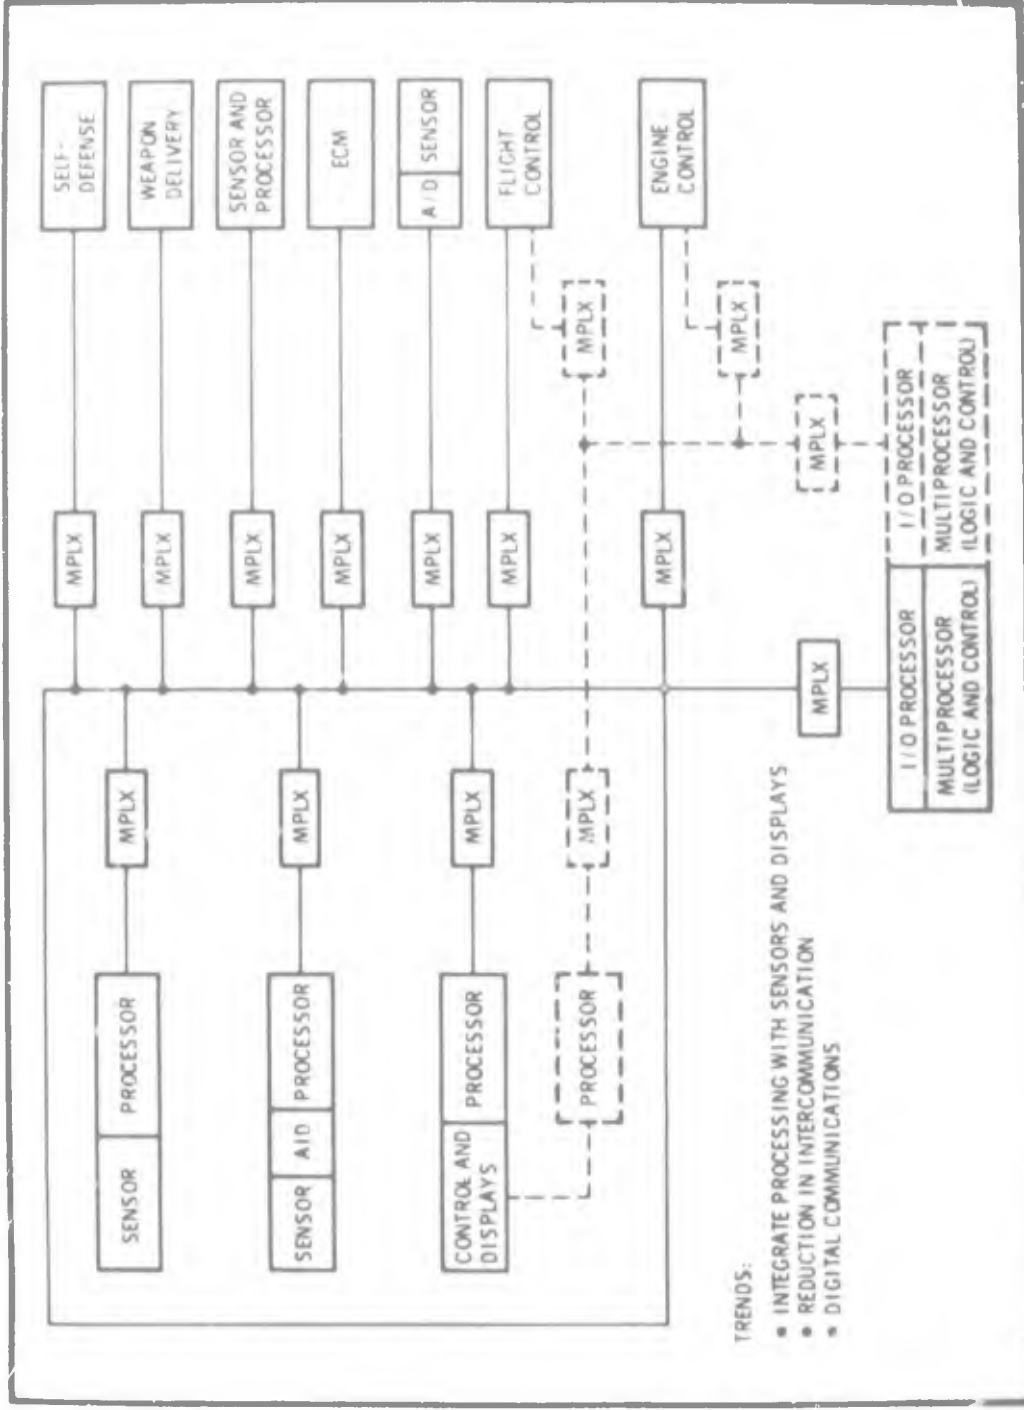 SENSOR
PROCESSOR
MPLX
SENSOR
AID
PROCESSOR
MPLX
CONTROL AND
DISPLAYS
PROCESSOR
MPLX
PROCESSOR
MPLX
MPLX
SELF-
DEFENSE
MPLX
WEAPON
DELIVERY
MPLX
SENSOR AND
PROCESSOR
MPLX
ECM
MPLX
A/D
SENSOR
MPLX
FLIGHT
CONTROL
MPLX
MPLX
ENGINE
CONTROL
MPLX
MPLX
MPLX
I/O PROCESSOR
MULTIPROCESSOR
(LOGIC AND CONTROL)
I/O PROCESSOR
MULTIPROCESSOR
(LOGIC AND CONTROL)
TRENDS:
• INTEGRATE PROCESSING WITH SENSORS AND DISPLAYS
• REDUCTION IN INTERCOMMUNICATION
• DIGITAL COMMUNICATIONS